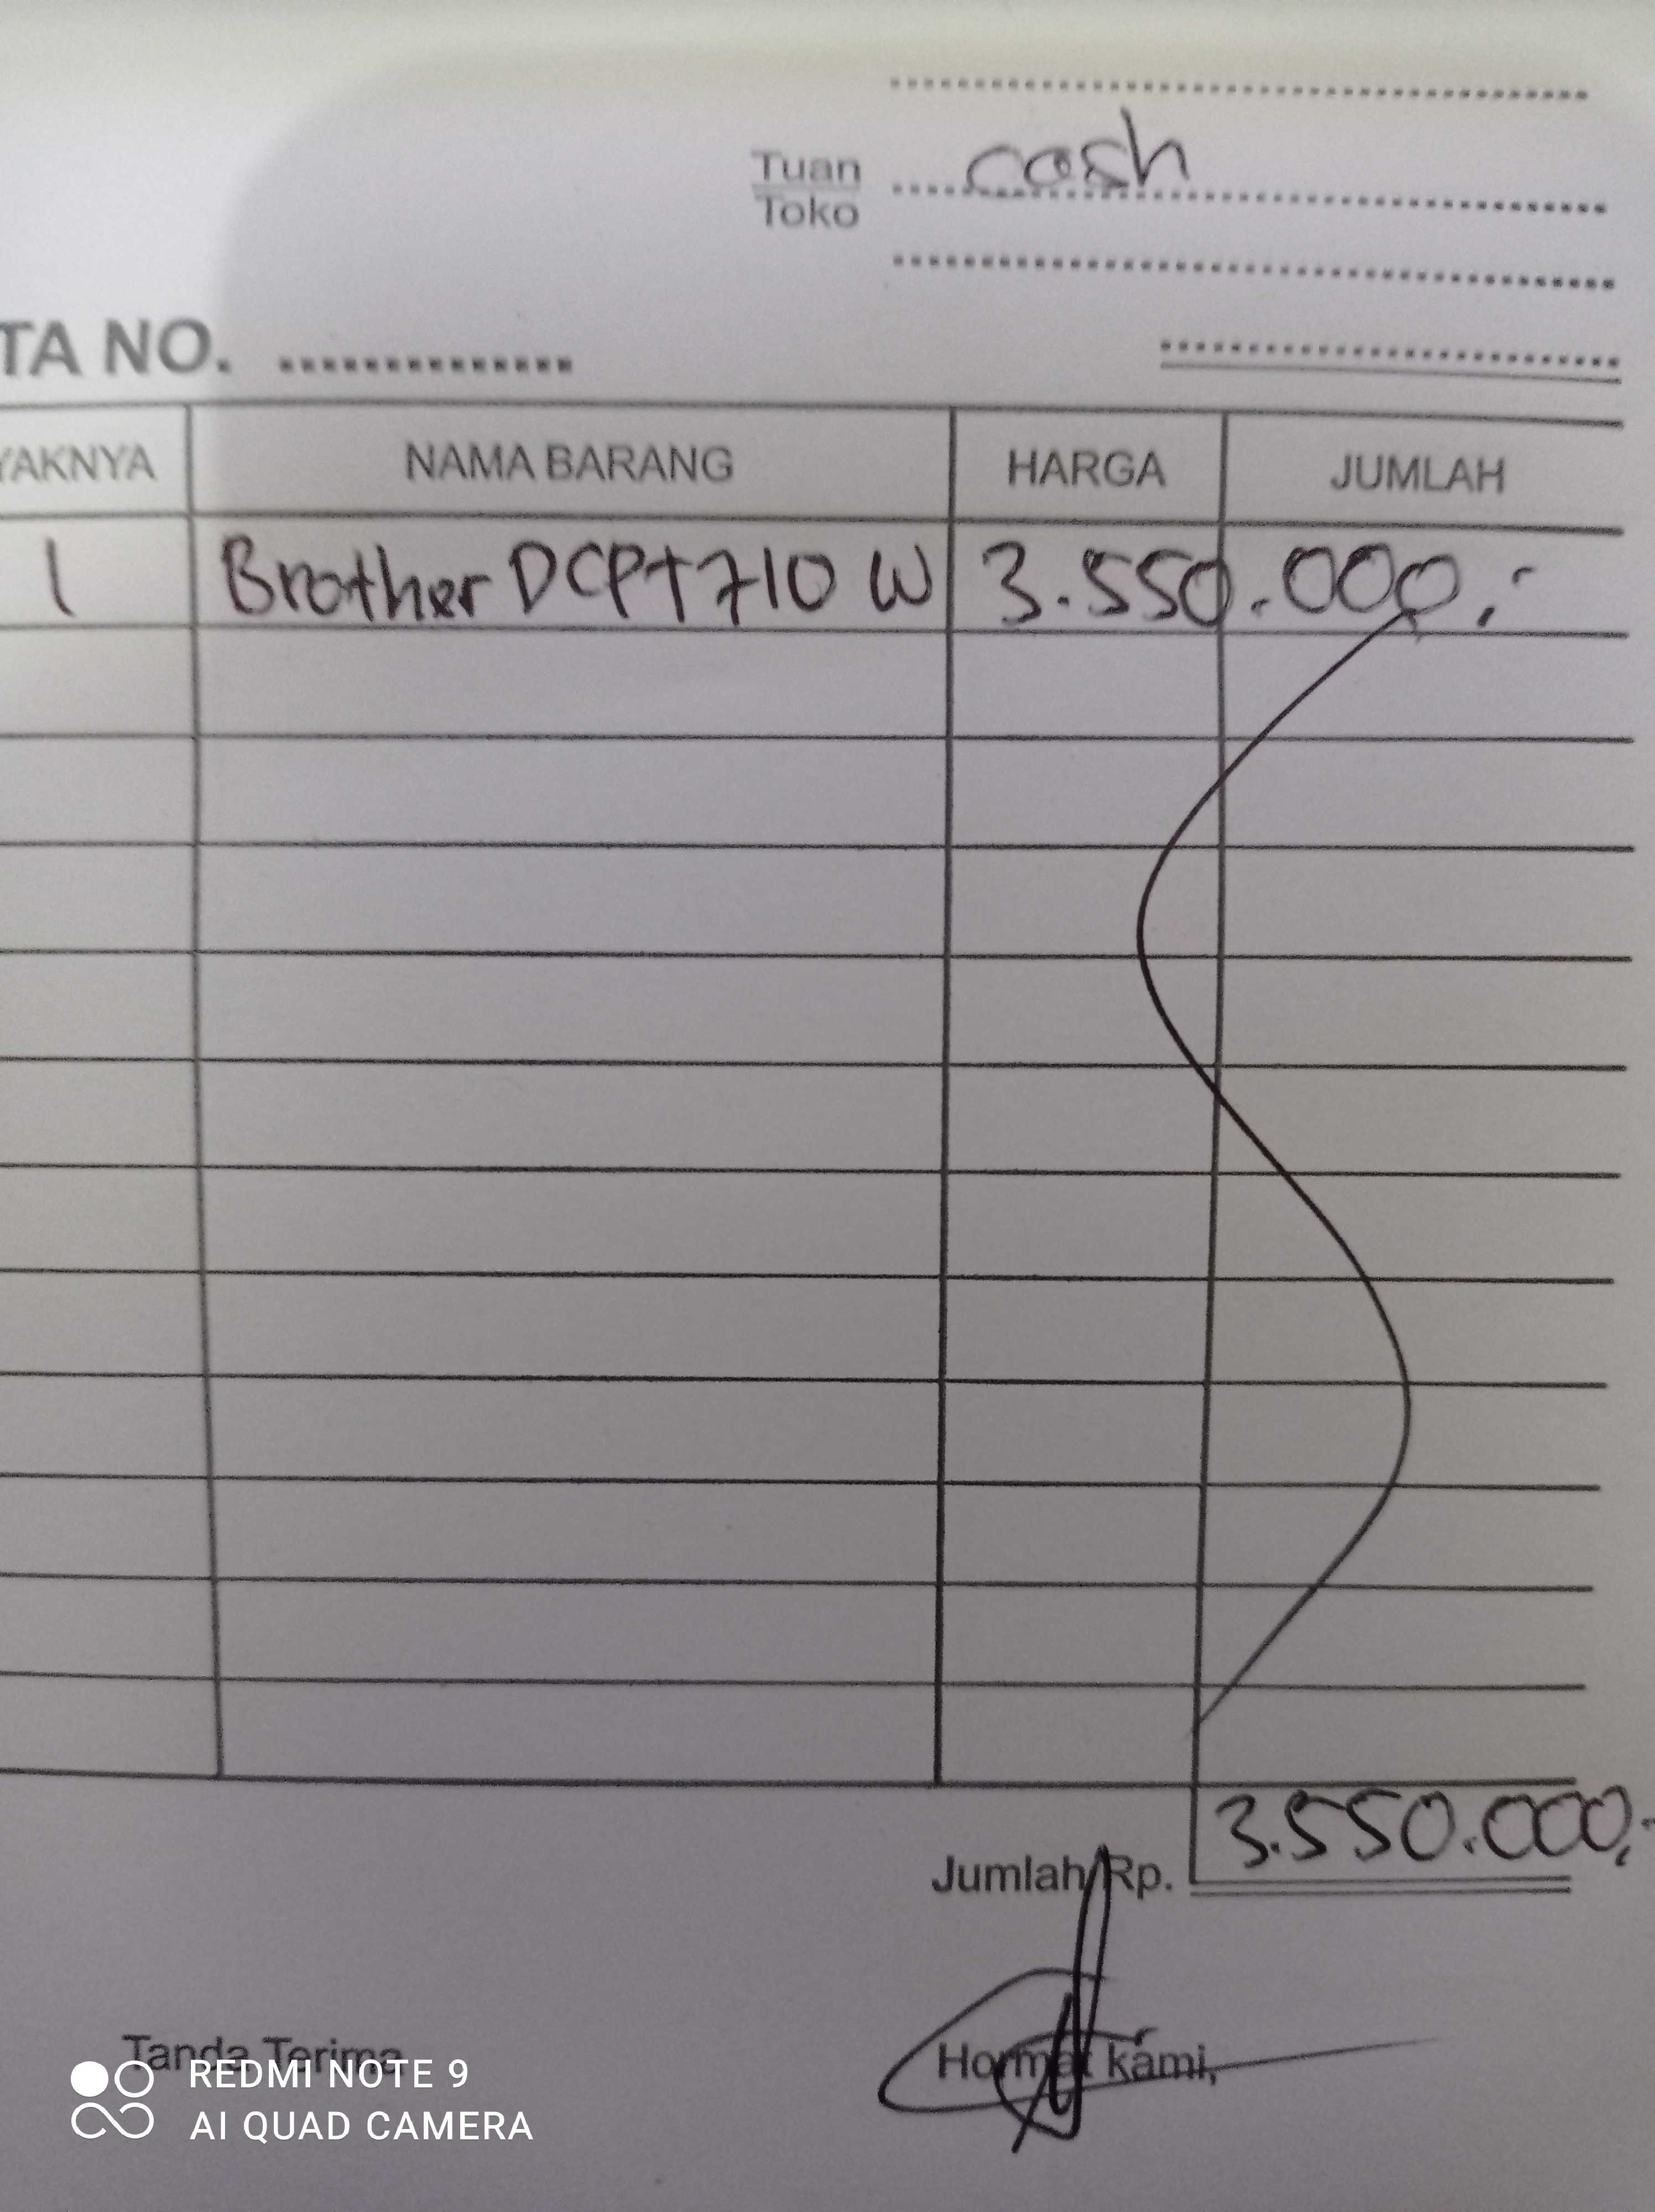 cash
Tuan
Toko
TA NO.
YAKNYA NAMA BARANG HARGA JUMLAH
1 Brother DCPT710 W 3.550.000,-
Jumlah Rp. 3.550.000,-
Tanda Terima Hormat kami,
REDMI NOTE 9
AI QUAD CAMERA